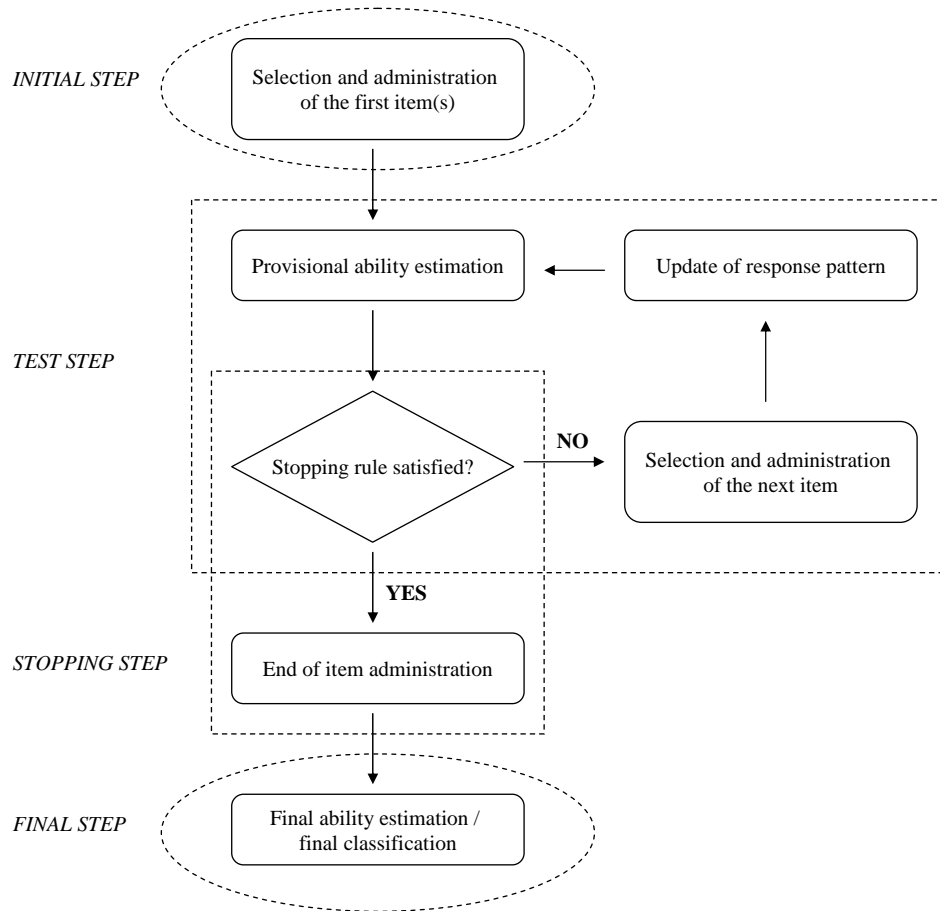 INITIAL STEP
Selection and administration
of the first item(s)
Provisional ability estimation
Update of response pattern
TEST STEP
Stopping rule satisfied?
NO
Selection and administration
of the next item
YES
STOPPING STEP
End of item administration
FINAL STEP
Final ability estimation /
final classification